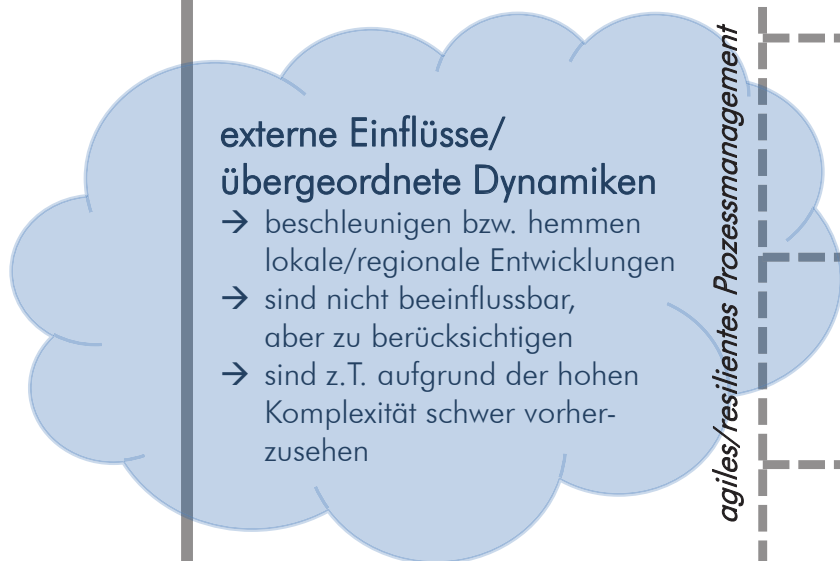 externe Einflüsse/
übergeordnete Dynamiken
→ beschleunigen bzw. hemmen
lokale/regionale Entwicklungen
→ sind nicht beeinflussbar,
aber zu berücksichtigen
→ sind z.T. aufgrund der hohen
Komplexität schwer vorher-
zusehen
agiles/resilientes Prozessmanagement